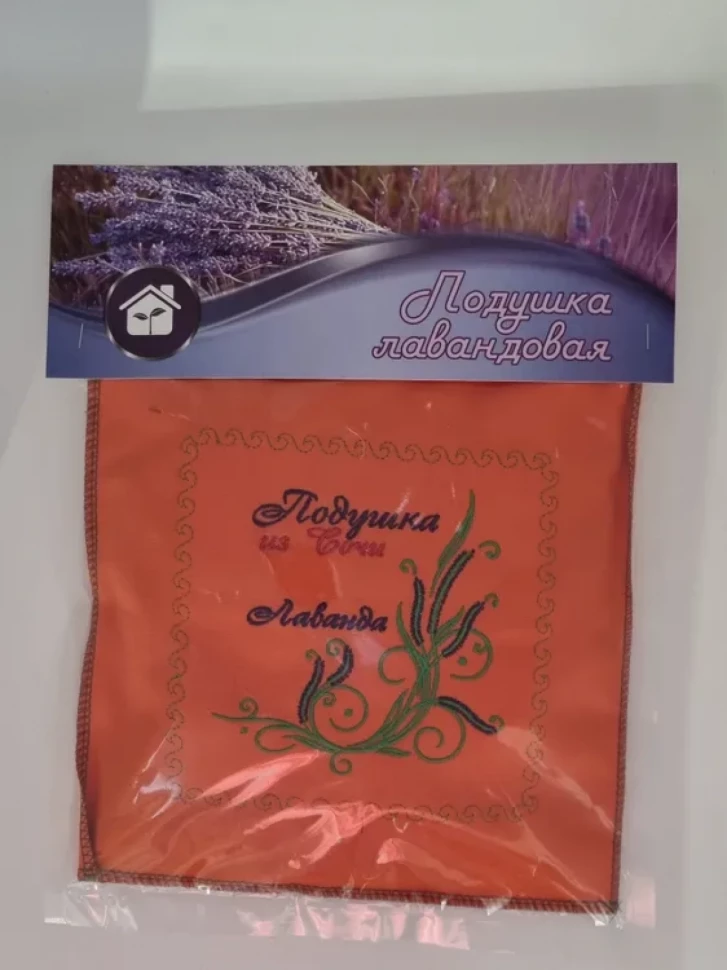 Подушка
лавандовая
Подушка
из Сочи
Лаванда